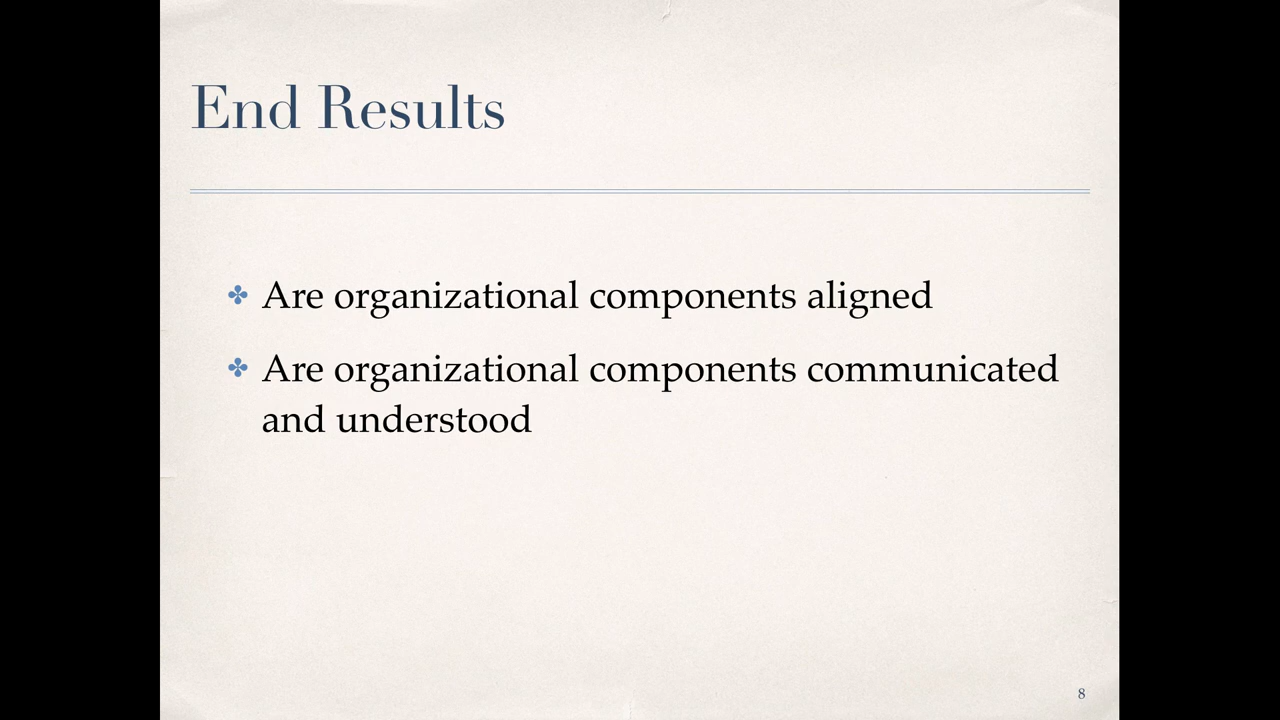 End Results
Are organizational components aligned
Are organizational components communicated
and understood
8